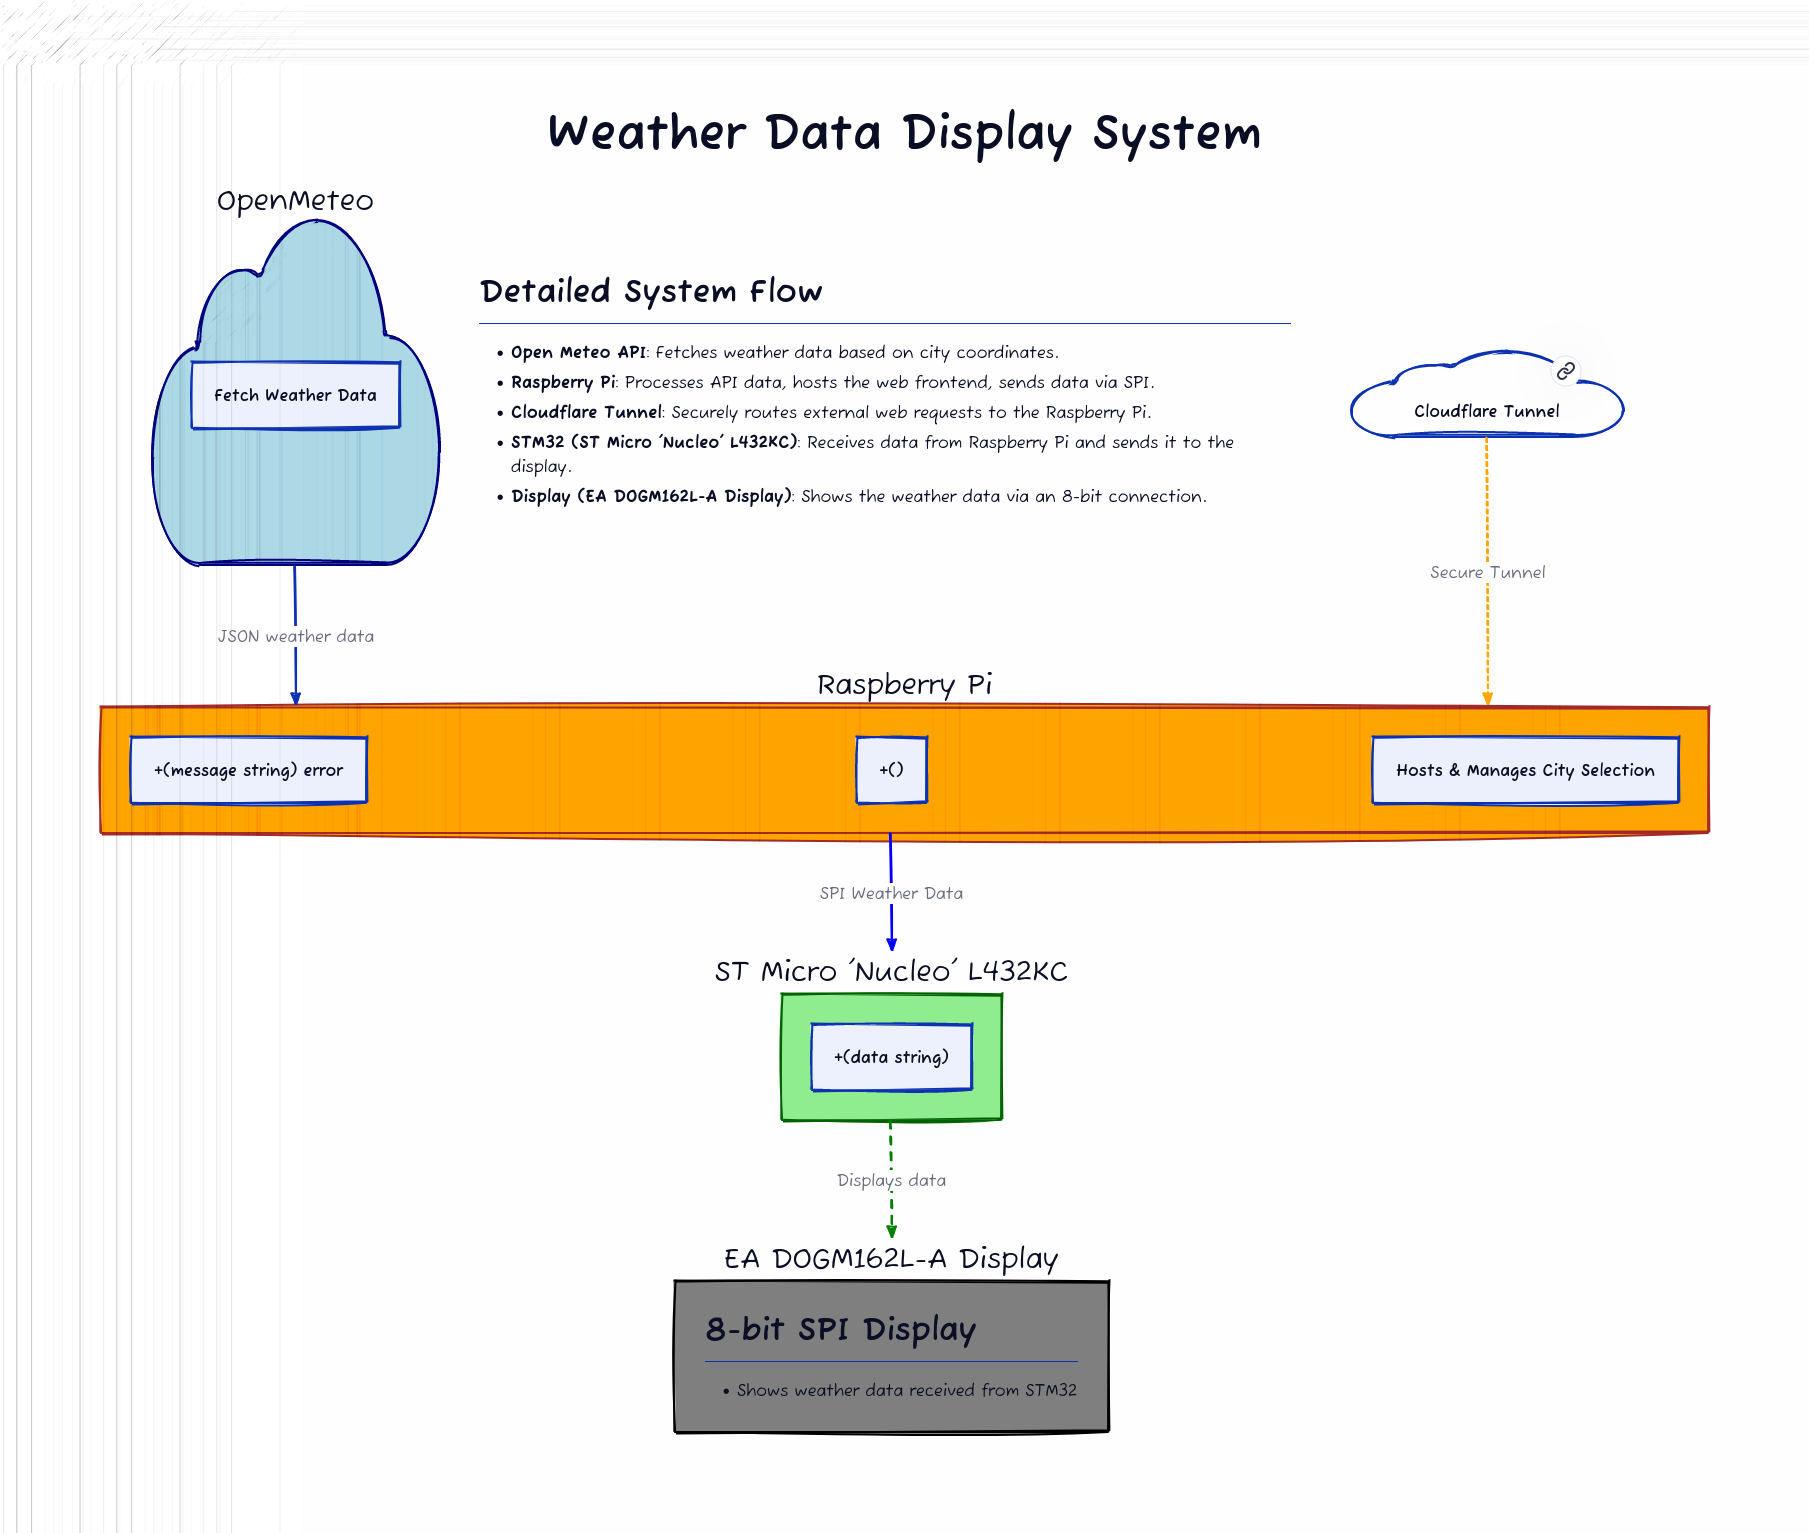 Weather Data Display System
OpenMeteo
Fetch Weather Data
Detailed System Flow
• Open Meteo API: Fetches weather data based on city coordinates.
• Raspberry Pi: Processes API data, hosts the web frontend, sends data via SPI.
• Cloudflare Tunnel: Securely routes external web requests to the Raspberry Pi.
• STM32 (ST Micro 'Nucleo' L432KC): Receives data from Raspberry Pi and sends it to the
display.
• Display (EA DOGM162L-A Display): Shows the weather data via an 8-bit connection.
Cloudflare Tunnel
Secure Tunnel
JSON weather data
Raspberry Pi
+(message string) error
+()
Hosts & Manages City Selection
SPI Weather Data
ST Micro 'Nucleo' L432KC
+(data string)
Displays data
EA DOGM162L-A Display
8-bit SPI Display
• Shows weather data received from STM32